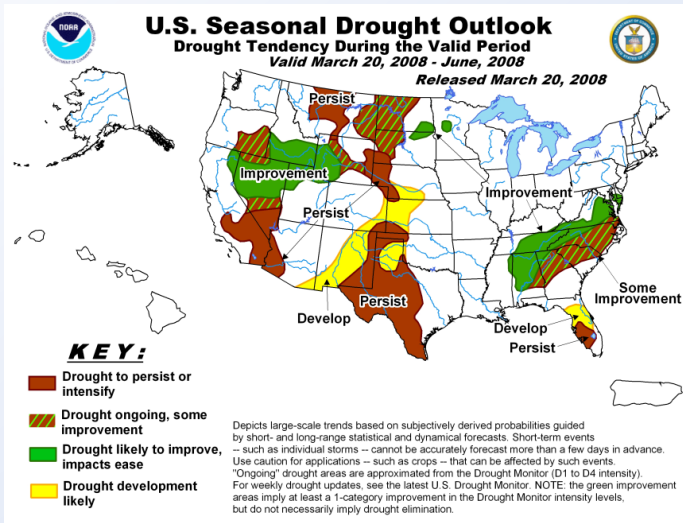 U.S. Seasonal Drought Outlook
Drought Tendency During the Valid Period
Valid March 20, 2008 - June, 2008
Released March 20, 2008
NOAA
Persist
Improvement
Improvement
Persist
Some
Improvement
Persist
Develop
Develop
Persist
KEY:
Drought to persist or
intensify
Drought ongoing, some
improvement
Drought likely to improve,
impacts ease
Drought development
likely
Depicts large-scale trends based on subjectively derived probabilities guided
by short- and long-range statistical and dynamical forecasts. Short-term events
-- such as individual storms -- cannot be accurately forecast more than a few days in advance.
Use caution for applications -- such as crops -- that can be affected by such events.
"Ongoing" drought areas are approximated from the Drought Monitor (D1 to D4 intensity).
For weekly drought updates, see the latest U.S. Drought Monitor. NOTE: the green improvement
areas imply at least a 1-category improvement in the Drought Monitor intensity levels,
but do not necessarily imply drought elimination.